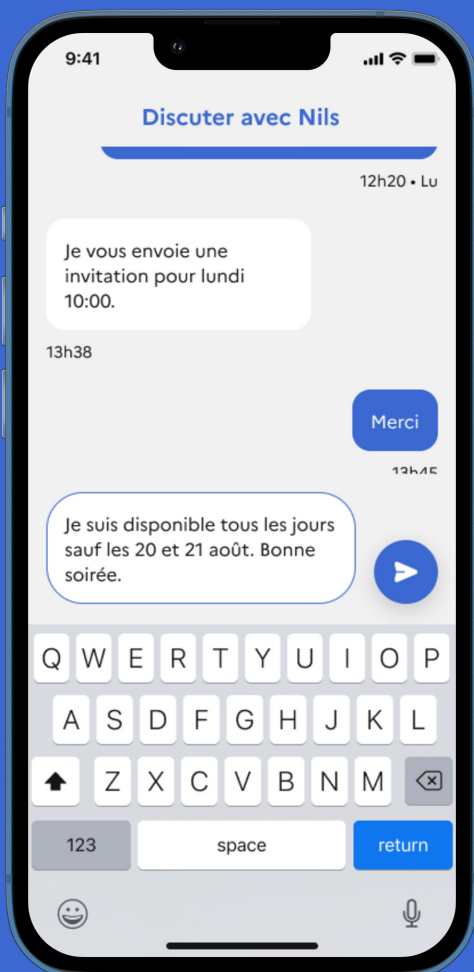 9:41
Discuter avec Nils
12h20 • Lu
Je vous envoie une
invitation pour lundi
10:00.
13h38
Merci
13h45
Je suis disponible tous les jours
sauf les 20 et 21 août. Bonne
soirée.
Q W E R T Y U I O P
A S D F G H J K L
Z X C V B N M
123 space return